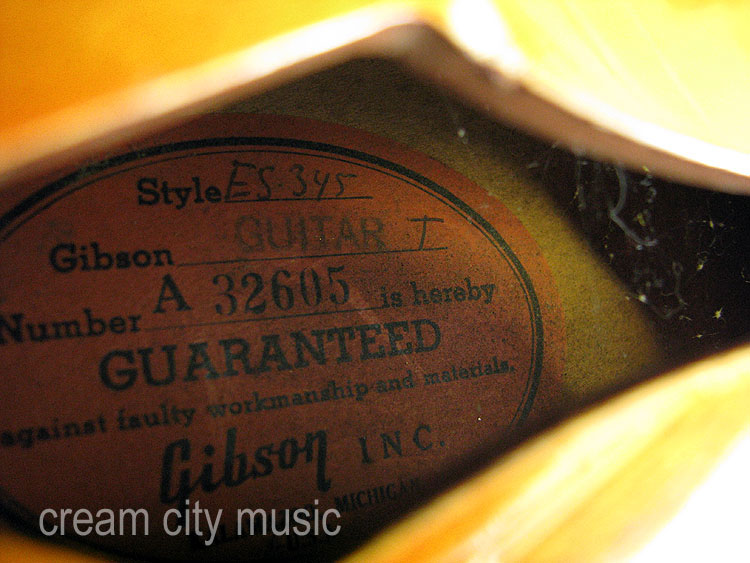 Style ES-345
Gibson GUITAR T
Number A 32605 is hereby
GUARANTEED
against faulty workmanship and materials.
Gibson INC.
MICHIGAN
cream city music